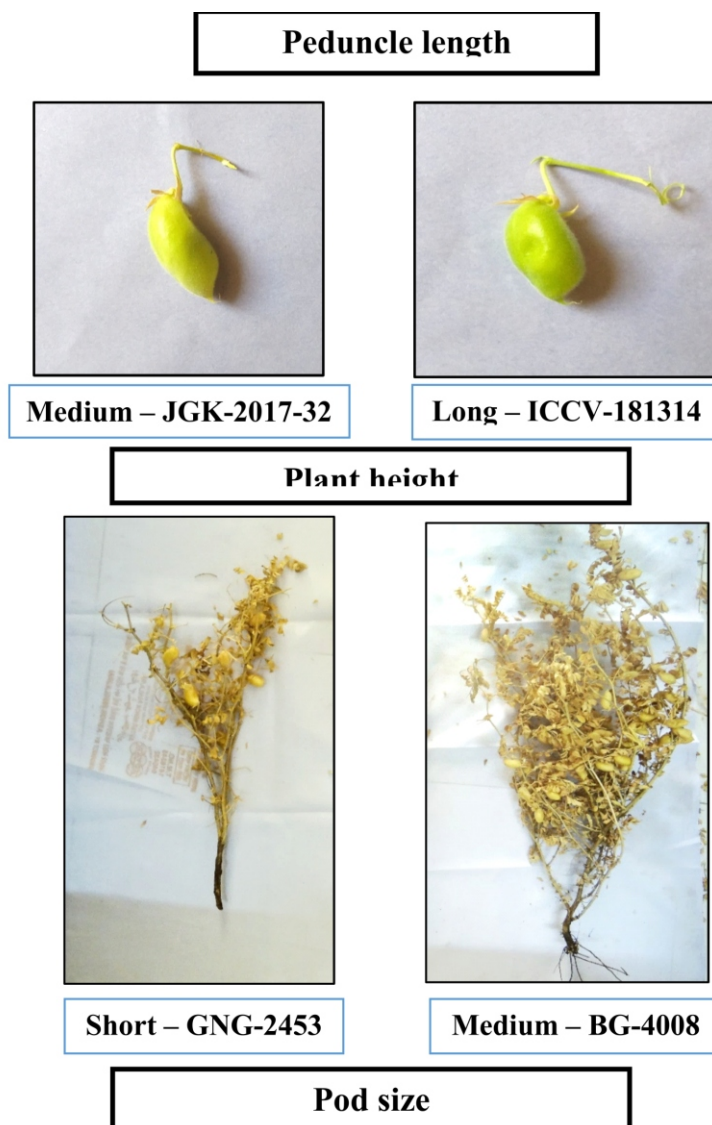 Peduncle length
Medium – JGK-2017-32
Long – ICCV-181314
Plant height
Short – GNG-2453
Medium – BG-4008
Pod size